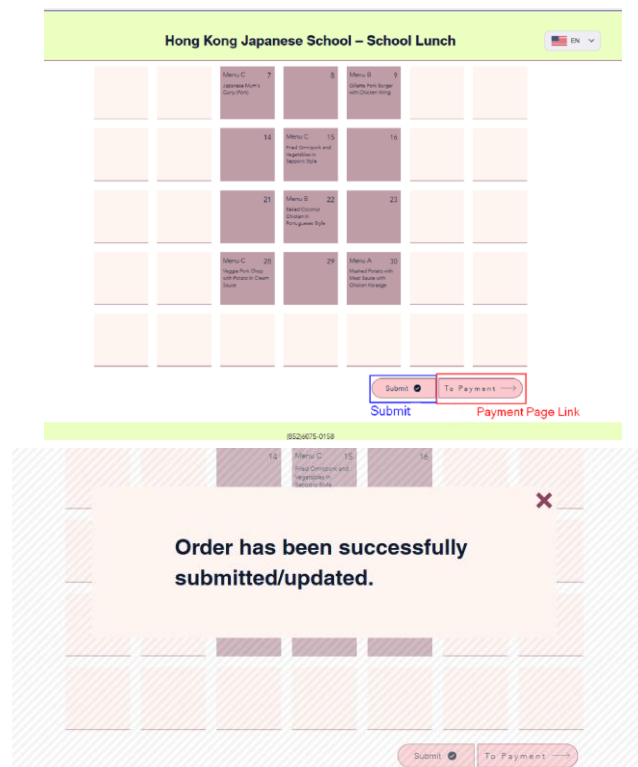 Hong Kong Japanese School – School Lunch
EN
Menu C 7
Japanese Mum's
Curry (Pork)
8
Menu B 9
Gillette Pork Burger
with Chicken Wing
14
Menu C 15
Fried Omnipork and
Vegetables in
Sapporo Style
16
21
Menu B 22
Baked Coconut
Chicken in
Portuguese Style
23
Menu C 28
Veggie Pork Chop
with Potato in Cream
Sauce
29
Menu A 30
Mashed Potato with
Meat Sauce with
Chicken Karaage
Submit
To Payment
Submit
Payment Page Link
(852)6075-0158
14
Menu C 15
Fried Omnipork and
Vegetables in
Sapporo Style
16
Order has been successfully
submitted/updated.
Submit
To Payment